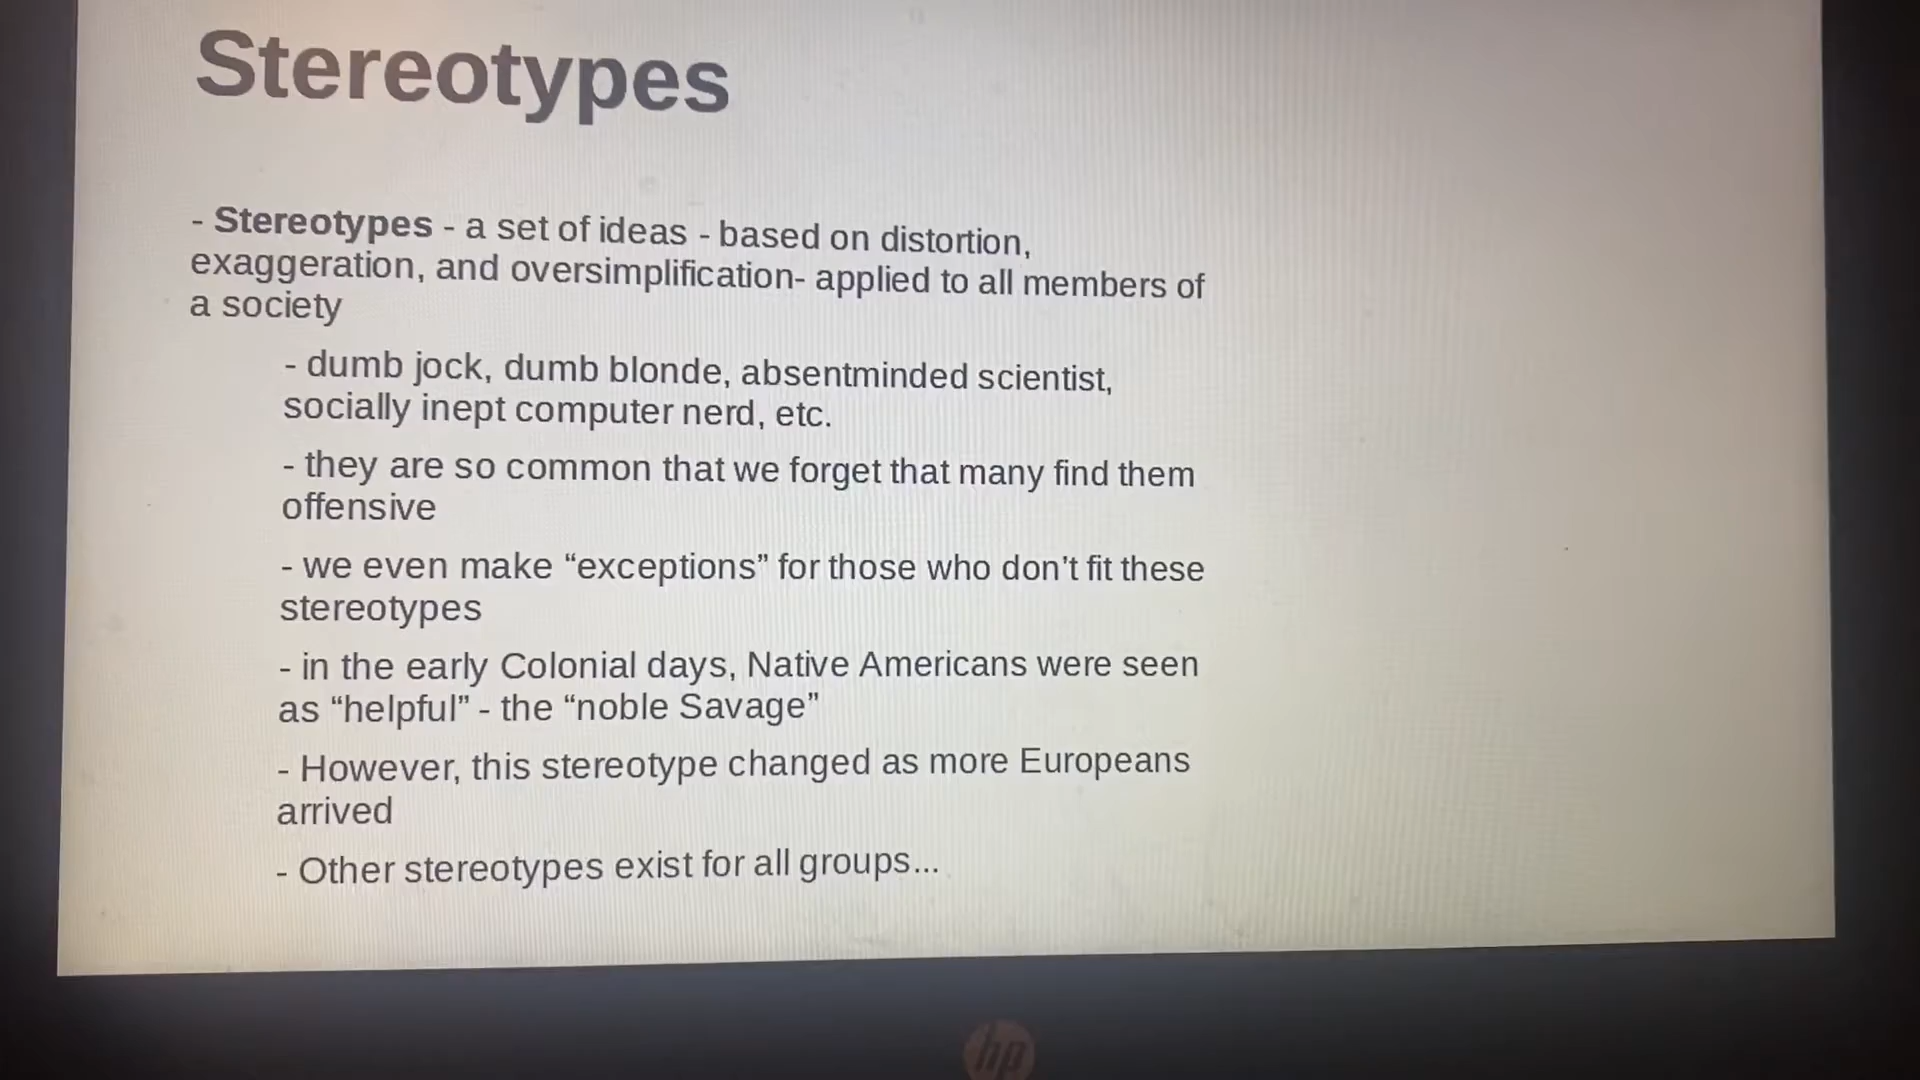 Stereotypes
- Stereotypes - a set of ideas - based on distortion,
exaggeration, and oversimplification- applied to all members of
a society
- dumb jock, dumb blonde, absentminded scientist,
socially inept computer nerd, etc.
- they are so common that we forget that many find them
offensive
- we even make “exceptions” for those who don’t fit these
stereotypes
- in the early Colonial days, Native Americans were seen
as “helpful” - the “noble Savage”
- However, this stereotype changed as more Europeans
arrived
- Other stereotypes exist for all groups...
hp